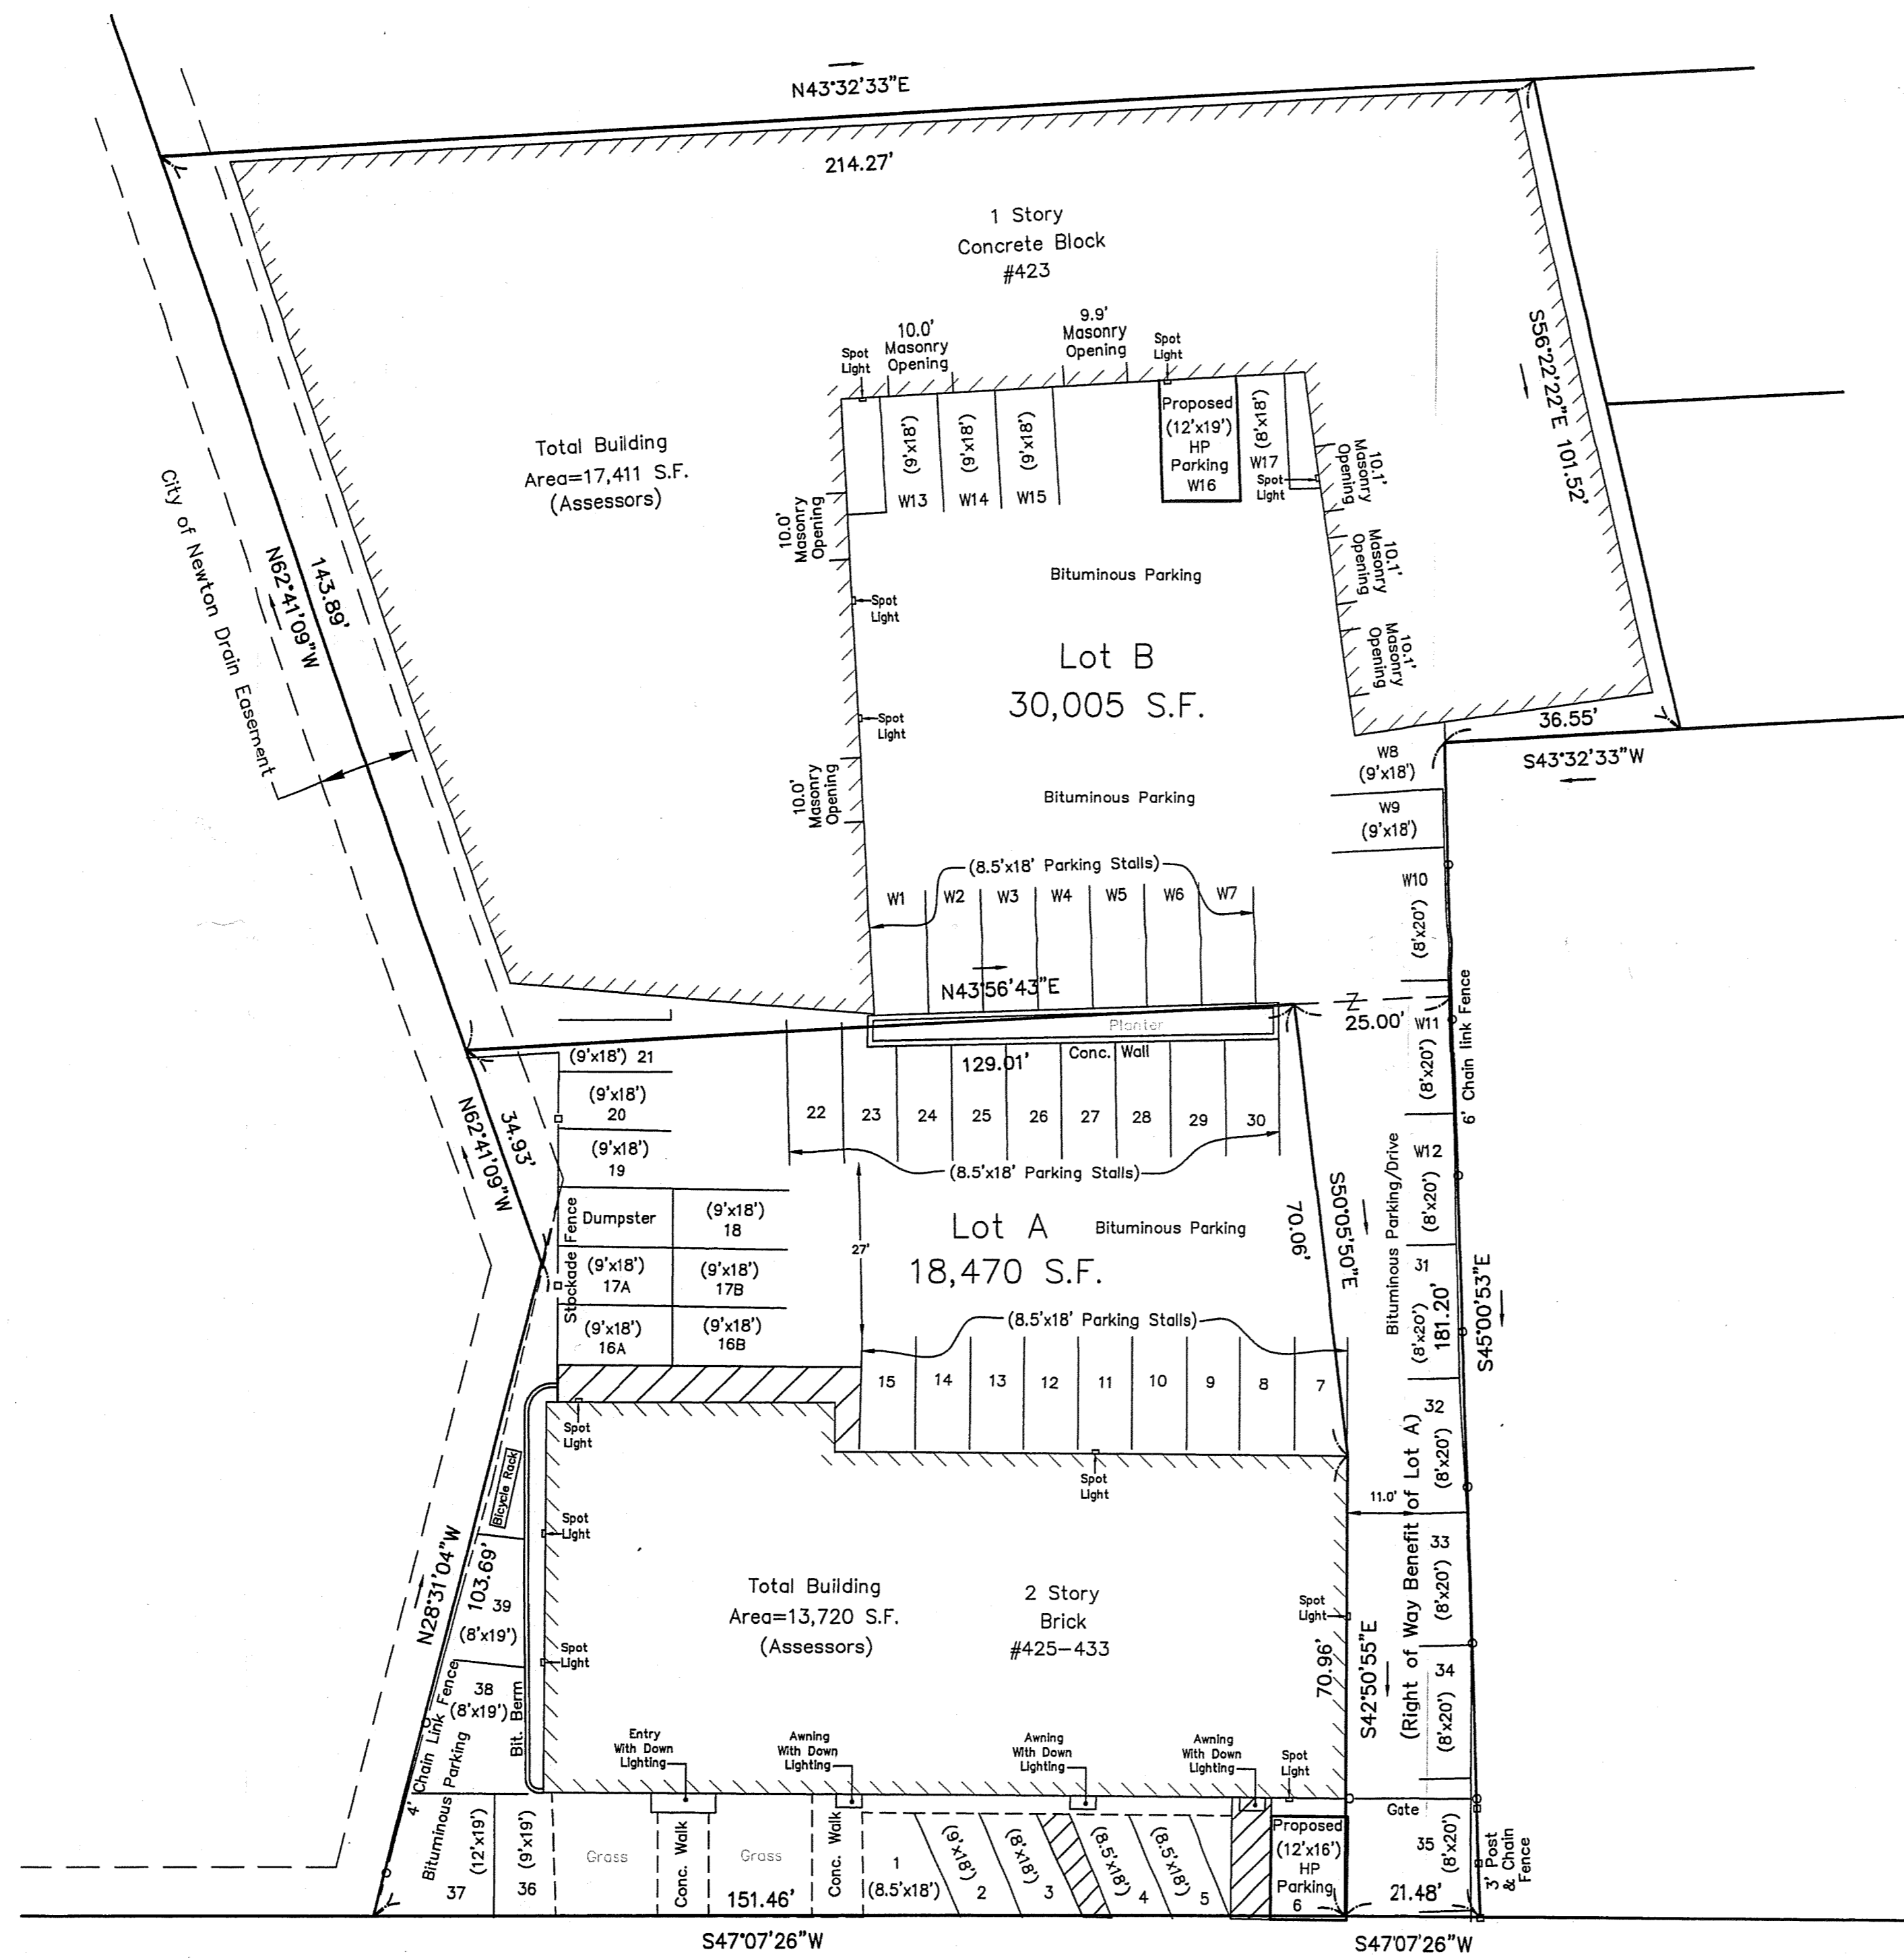 N43°32'33"E
214.27'
1 Story
Concrete Block
#423
Spot
Light
10.0'
Masonry
Opening
9.9'
Masonry
Opening
Spot
Light
S56°22'22"E 101.52'
Total Building
Area=17,411 S.F.
(Assessors)
(9'x18')
W13
(9'x18')
W14
(9'x18')
W15
Proposed
(12'x19')
HP
Parking
W16
(8'x18')
W17
Spot
Light
10.1'
Masonry
Opening
10.1'
Masonry
Opening
10.1'
Masonry
Opening
10.0'
Masonry
Opening
City of Newton Drain Easement
N62°41'09"W
143.89'
Bituminous Parking
Spot
Light
Lot B
30,005 S.F.
Spot
Light
36.55'
S43°32'33"W
10.0'
Masonry
Opening
Bituminous Parking
W8
(9'x18')
W9
(9'x18')
W10
(8'x20')
(8.5'x18' Parking Stalls)
W1
W2
W3
W4
W5
W6
W7
N43°56'43"E
Planter
25.00'
W11
(8'x20')
6' Chain link Fence
129.01'
Conc. Wall
(9'x18') 21
(9'x18')
20
(9'x18')
19
22
23
24
25
26
27
28
29
30
(8.5'x18' Parking Stalls)
34.93'
N62°41'09"W
Stockade Fence
Dumpster
(9'x18')
18
(9'x18')
17A
(9'x18')
17B
(9'x18')
16A
(9'x18')
16B
27'
Lot A
Bituminous Parking
18,470 S.F.
70.06'
S50°05'50"E
Bituminous Parking/Drive
W12
(8'x20')
31
(8'x20')
181.20'
S45°00'53"E
(8.5'x18' Parking Stalls)
15
14
13
12
11
10
9
8
7
32
(8'x20')
Spot
Light
Spot
Light
11.0'
(Right of Way Benefit of Lot A)
33
(8'x20')
Bicycle Rack
Spot
Light
N28°31'04"W
103.69'
39
(8'x19')
Total Building
Area=13,720 S.F.
(Assessors)
2 Story
Brick
#425-433
Spot
Light
70.96'
S42°50'55"E
34
(8'x20')
Spot
Light
38
(8'x19')
4' Chain Link Fence
Bituminous Parking
Bit. Berm
Entry
With Down
Lighting
Awning
With Down
Lighting
Awning
With Down
Lighting
Awning
With Down
Lighting
Spot
Light
Gate
(12'x19')
37
(9'x19')
36
Grass
Conc. Walk
Grass
151.46'
Conc. Walk
1
(8.5'x18')
(9'x18')
2
(8'x18')
3
(8.5'x18')
4
(8.5'x18')
5
Proposed
(12'x16')
HP
Parking
6
35
(8'x20')
21.48'
3' Post
& Chain
Fence
S47°07'26"W
S47°07'26"W